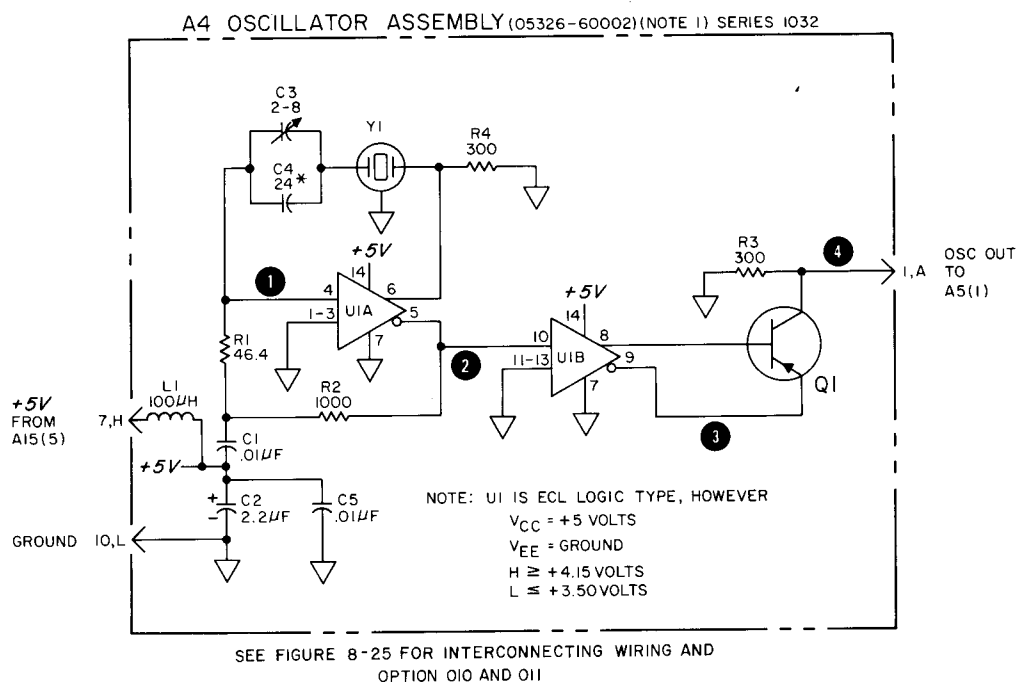 A4 OSCILLATOR ASSEMBLY (05326-60002) (NOTE 1) SERIES 1032
C3
2-8
C4
24*
Y1
R4
300
+5V
14
1
4
6
U1A
1-3
5
7
R1
46.4
2
R2
1000
+5V
14
10
8
U1B
11-13
9
7
3
R3
300
4
1,A
OSC OUT
TO
A5(1)
Q1
+5V
FROM
A15(5)
7,H
L1
100µH
C1
.01µF
+5V
+
-
C2
2.2µF
C5
.01µF
GROUND 10,L
NOTE: U1 IS ECL LOGIC TYPE, HOWEVER
VCC = +5 VOLTS
VEE = GROUND
H ≥ +4.15 VOLTS
L ≤ +3.50 VOLTS
SEE FIGURE 8-25 FOR INTERCONNECTING WIRING AND
OPTION 010 AND 011